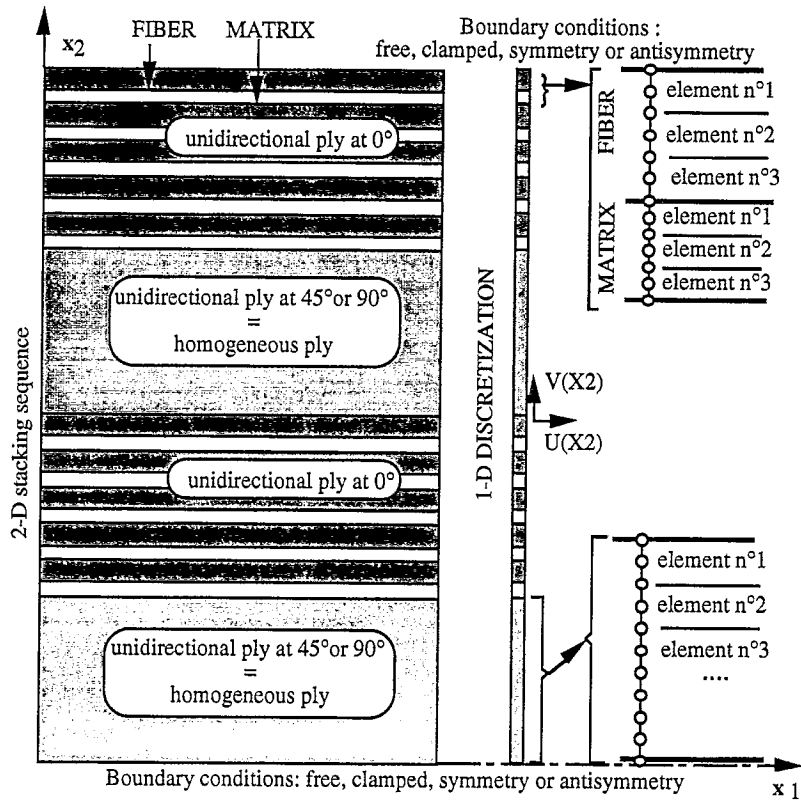 Boundary conditions :
free, clamped, symmetry or antisymmetry
x2
FIBER
MATRIX
unidirectional ply at 0°
unidirectional ply at 45°or 90°
=
homogeneous ply
unidirectional ply at 0°
unidirectional ply at 45°or 90°
=
homogeneous ply
2-D stacking sequence
1-D DISCRETIZATION
V(X2)
U(X2)
FIBER
element n°1
element n°2
element n°3
MATRIX
element n°1
element n°2
element n°3
element n°1
element n°2
element n°3
....
Boundary conditions: free, clamped, symmetry or antisymmetry
x 1